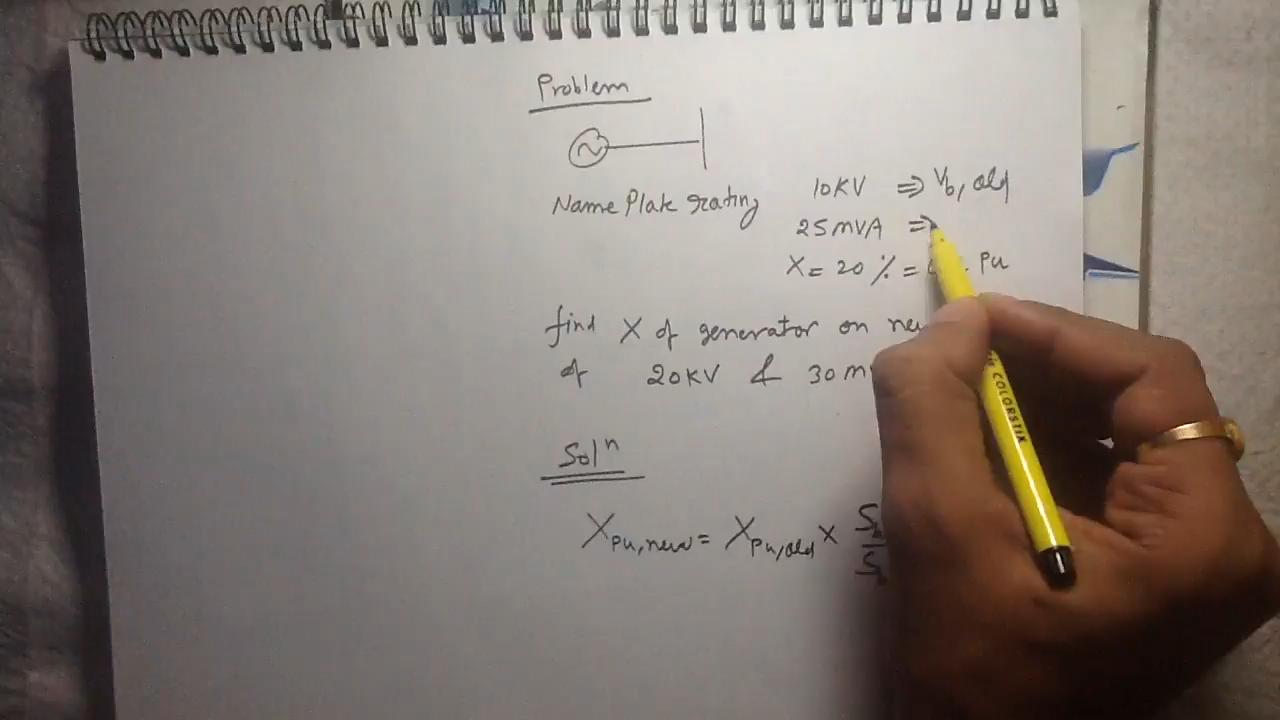 Problem
Name Plate rating 10KV ⇒ Vb, old
25MVA ⇒
X = 20 % = PU
find X of generator on
of 20KV & 30
Solⁿ
Xpu,new = Xpu,old ×
COLORSTIX